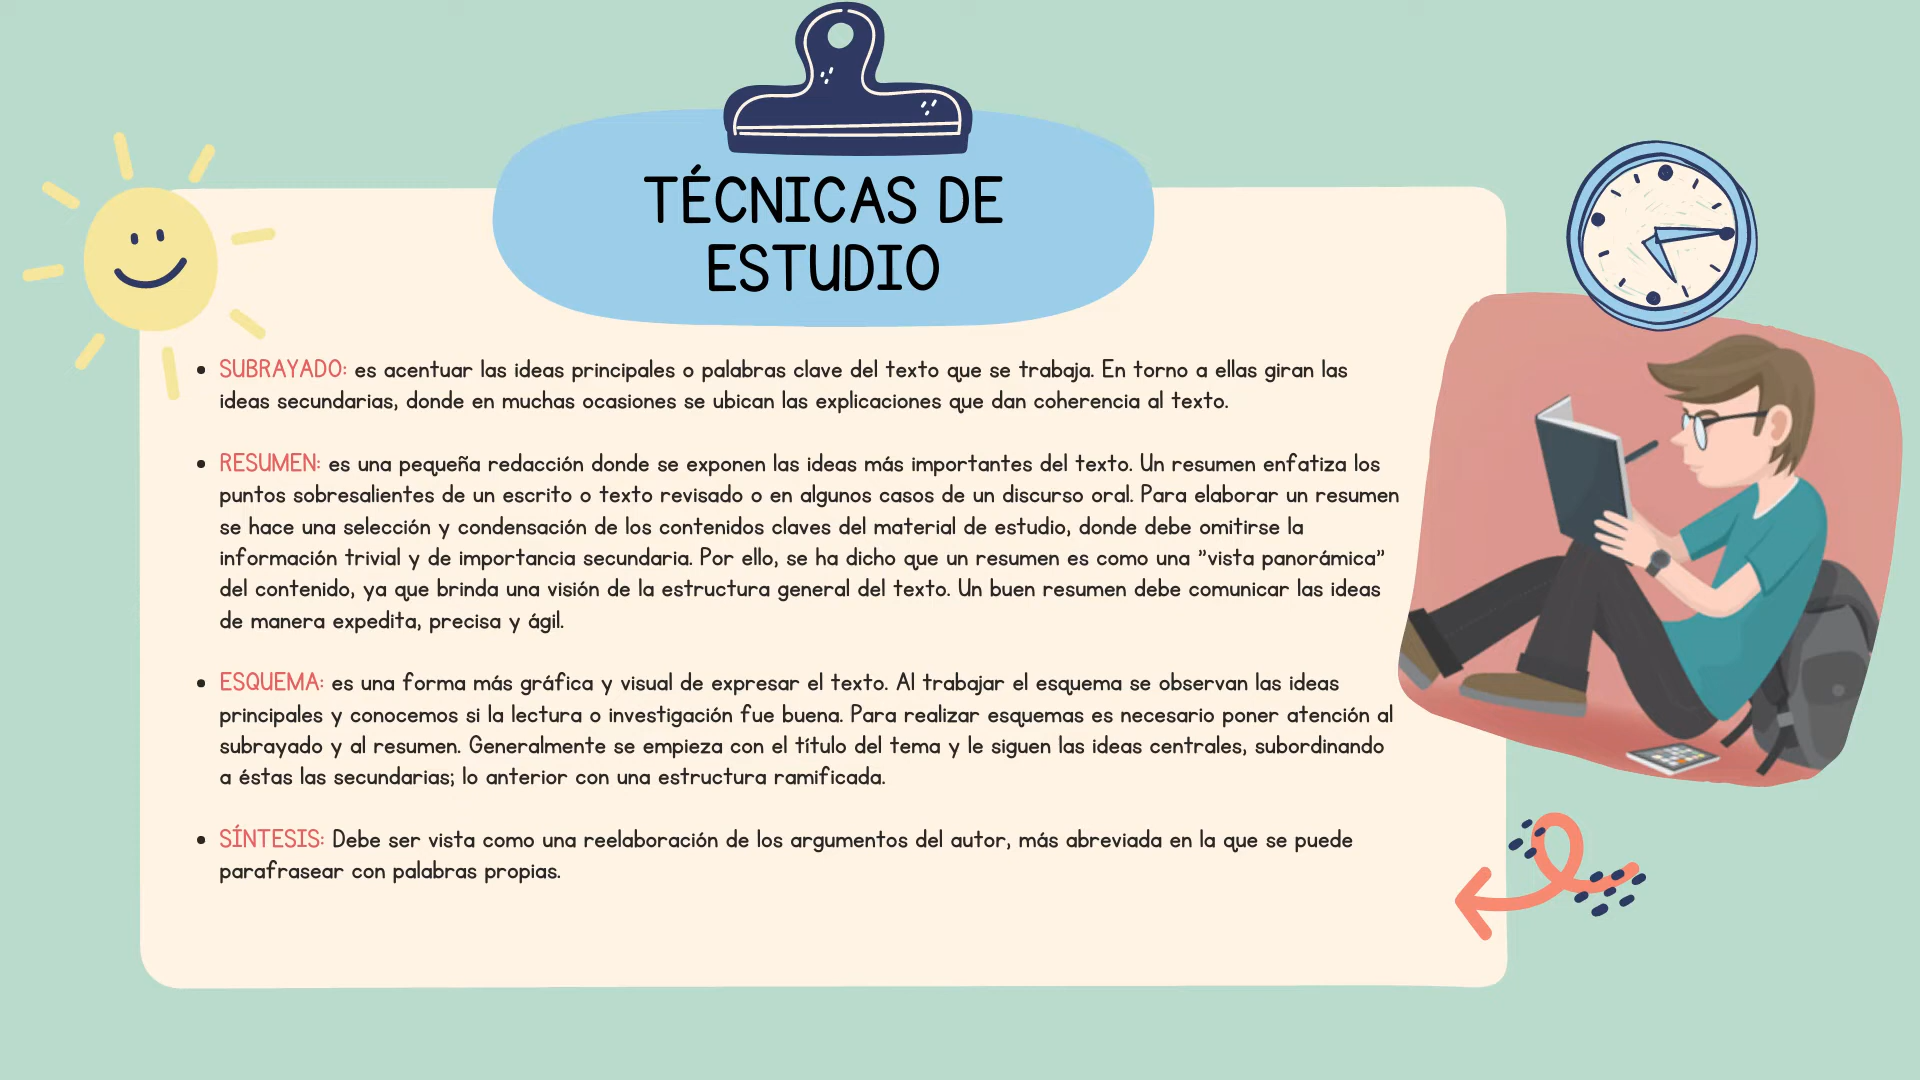 TÉCNICAS DE
ESTUDIO
• SUBRAYADO: es acentuar las ideas principales o palabras clave del texto que se trabaja. En torno a ellas giran las
ideas secundarias, donde en muchas ocasiones se ubican las explicaciones que dan coherencia al texto.
• RESUMEN: es una pequeña redacción donde se exponen las ideas más importantes del texto. Un resumen enfatiza los
puntos sobresalientes de un escrito o texto revisado o en algunos casos de un discurso oral. Para elaborar un resumen
se hace una selección y condensación de los contenidos claves del material de estudio, donde debe omitirse la
información trivial y de importancia secundaria. Por ello, se ha dicho que un resumen es como una ”vista panorámica”
del contenido, ya que brinda una visión de la estructura general del texto. Un buen resumen debe comunicar las ideas
de manera expedita, precisa y ágil.
• ESQUEMA: es una forma más gráfica y visual de expresar el texto. Al trabajar el esquema se observan las ideas
principales y conocemos si la lectura o investigación fue buena. Para realizar esquemas es necesario poner atención al
subrayado y al resumen. Generalmente se empieza con el título del tema y le siguen las ideas centrales, subordinando
a éstas las secundarias; lo anterior con una estructura ramificada.
• SÍNTESIS: Debe ser vista como una reelaboración de los argumentos del autor, más abreviada en la que se puede
parafrasear con palabras propias.